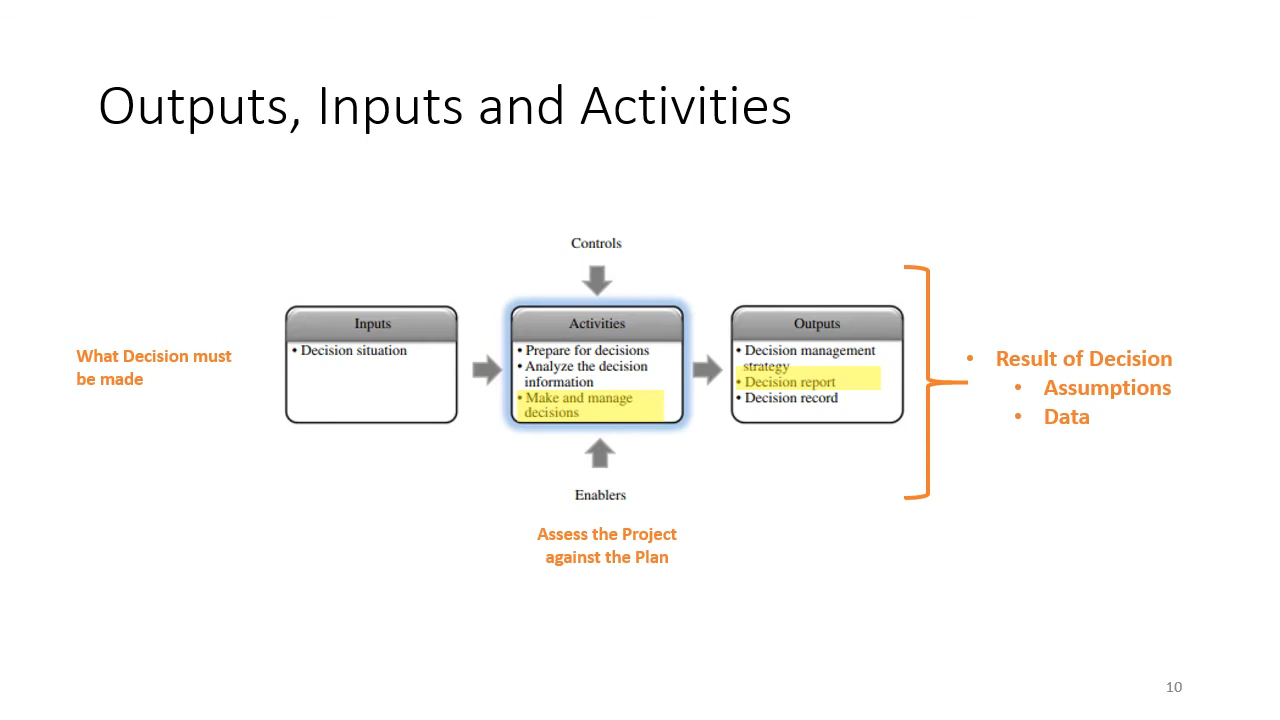 Outputs, Inputs and Activities
Controls
Inputs
• Decision situation
Activities
• Prepare for decisions
• Analyze the decision
information
• Make and manage
decisions
Outputs
• Decision management
strategy
• Decision report
• Decision record
What Decision must
be made
• Result of Decision
• Assumptions
• Data
Enablers
Assess the Project
against the Plan
10